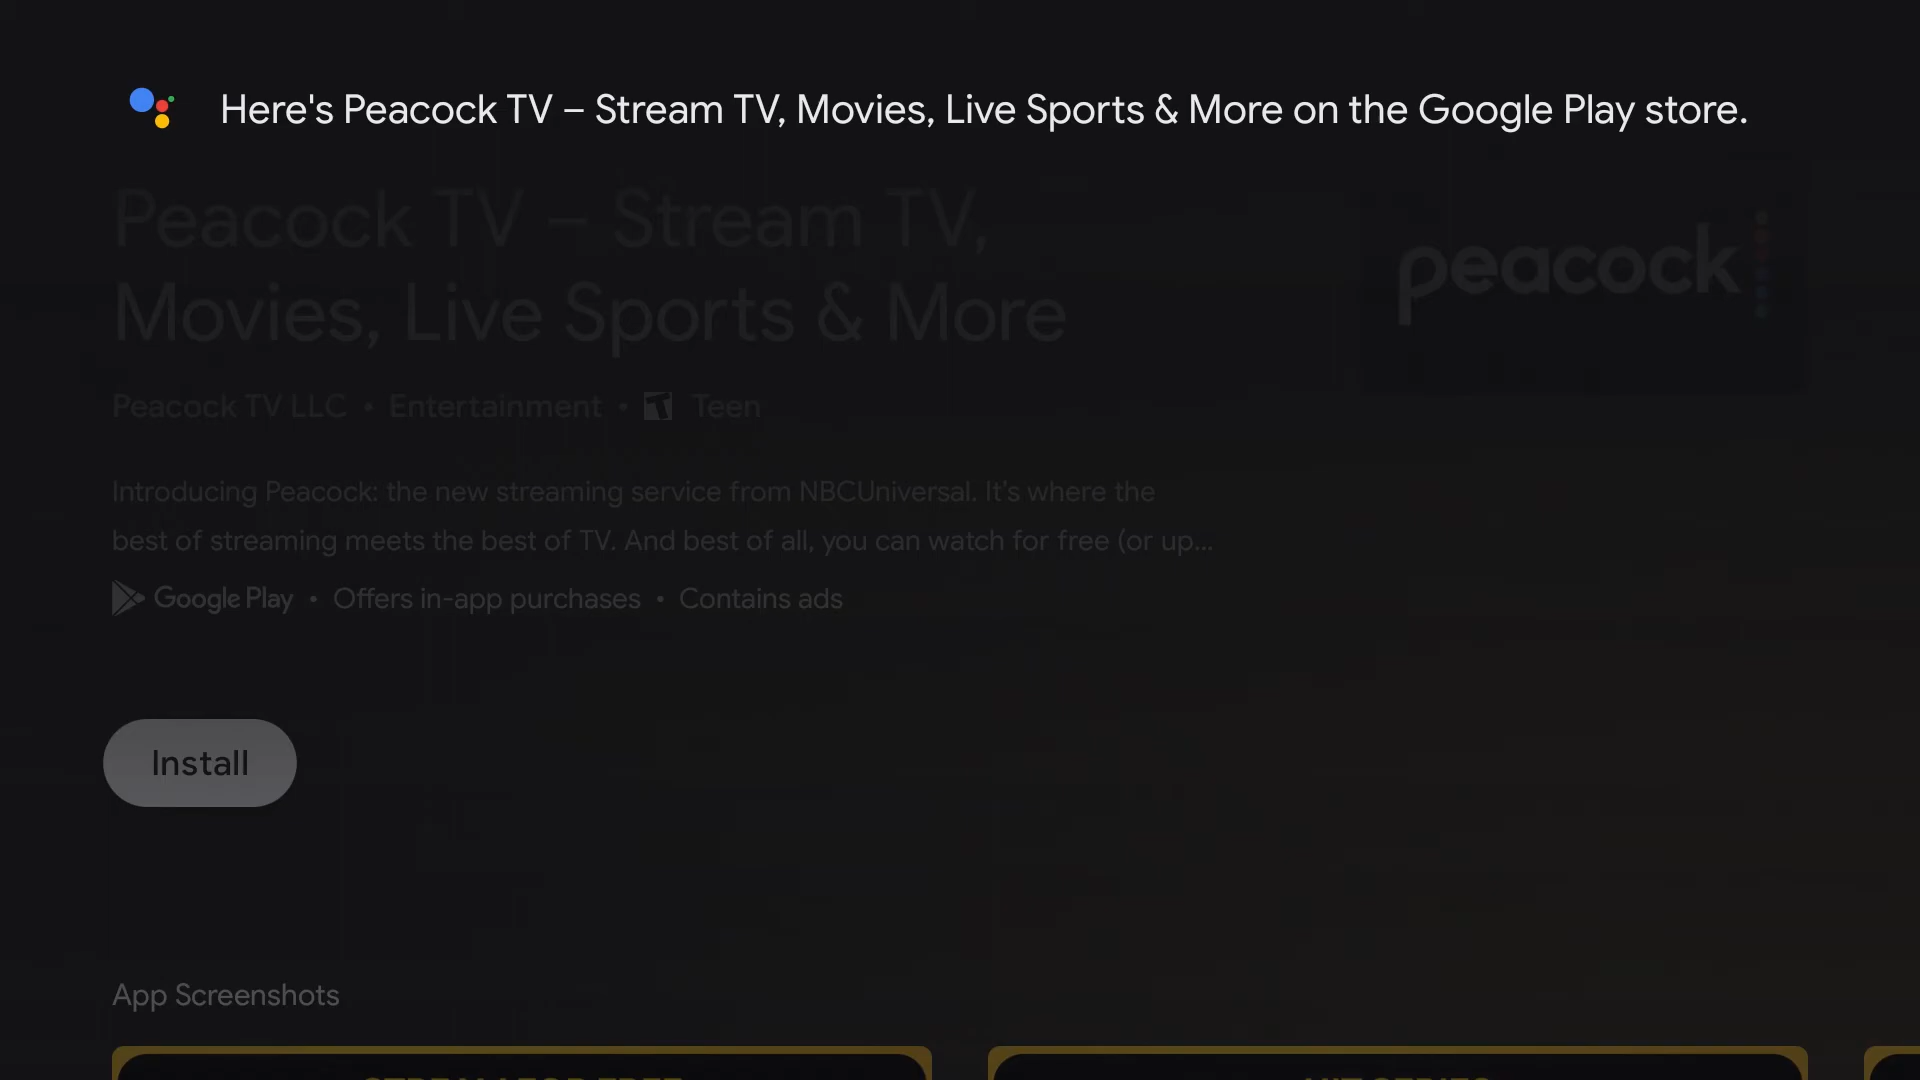 Here's Peacock TV – Stream TV, Movies, Live Sports & More on the Google Play store.
Peacock TV – Stream TV,
Movies, Live Sports & More
peacock
Peacock TV LLC • Entertainment • T Teen
Introducing Peacock: the new streaming service from NBCUniversal. It's where the
best of streaming meets the best of TV. And best of all, you can watch for free (or up...
Google Play • Offers in-app purchases • Contains ads
Install
App Screenshots